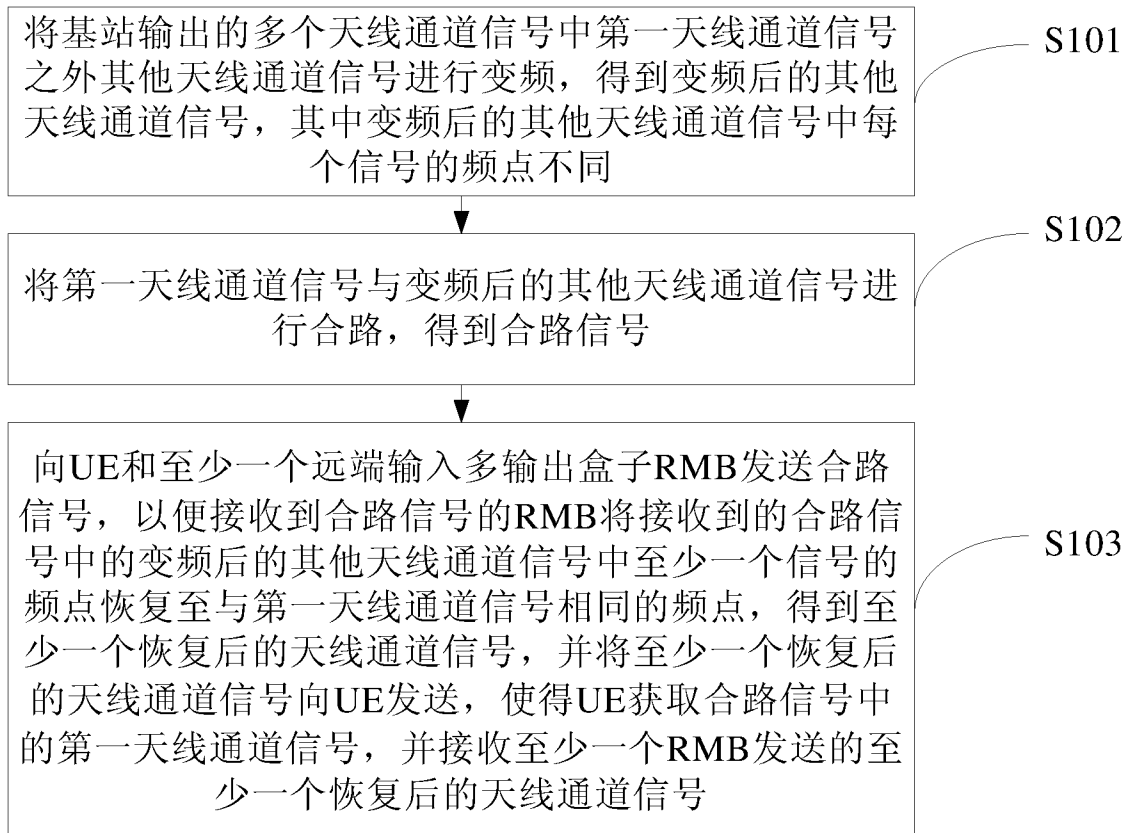 将基站输出的多个天线通道信号中第一天线通道信号
之外其他天线通道信号进行变频，得到变频后的其他
天线通道信号，其中变频后的其他天线通道信号中每
个信号的频点不同
S101
将第一天线通道信号与变频后的其他天线通道信号进
行合路，得到合路信号
S102
向UE和至少一个远端输入多输出盒子RMB发送合路
信号，以便接收到合路信号的RMB将接收到的合路信
号中的变频后的其他天线通道信号中至少一个信号的
频点恢复至与第一天线通道信号相同的频点，得到至
少一个恢复后的天线通道信号，并将至少一个恢复后
的天线通道信号向UE发送，使得UE获取合路信号中
的第一天线通道信号，并接收至少一个RMB发送的至
少一个恢复后的天线通道信号
S103